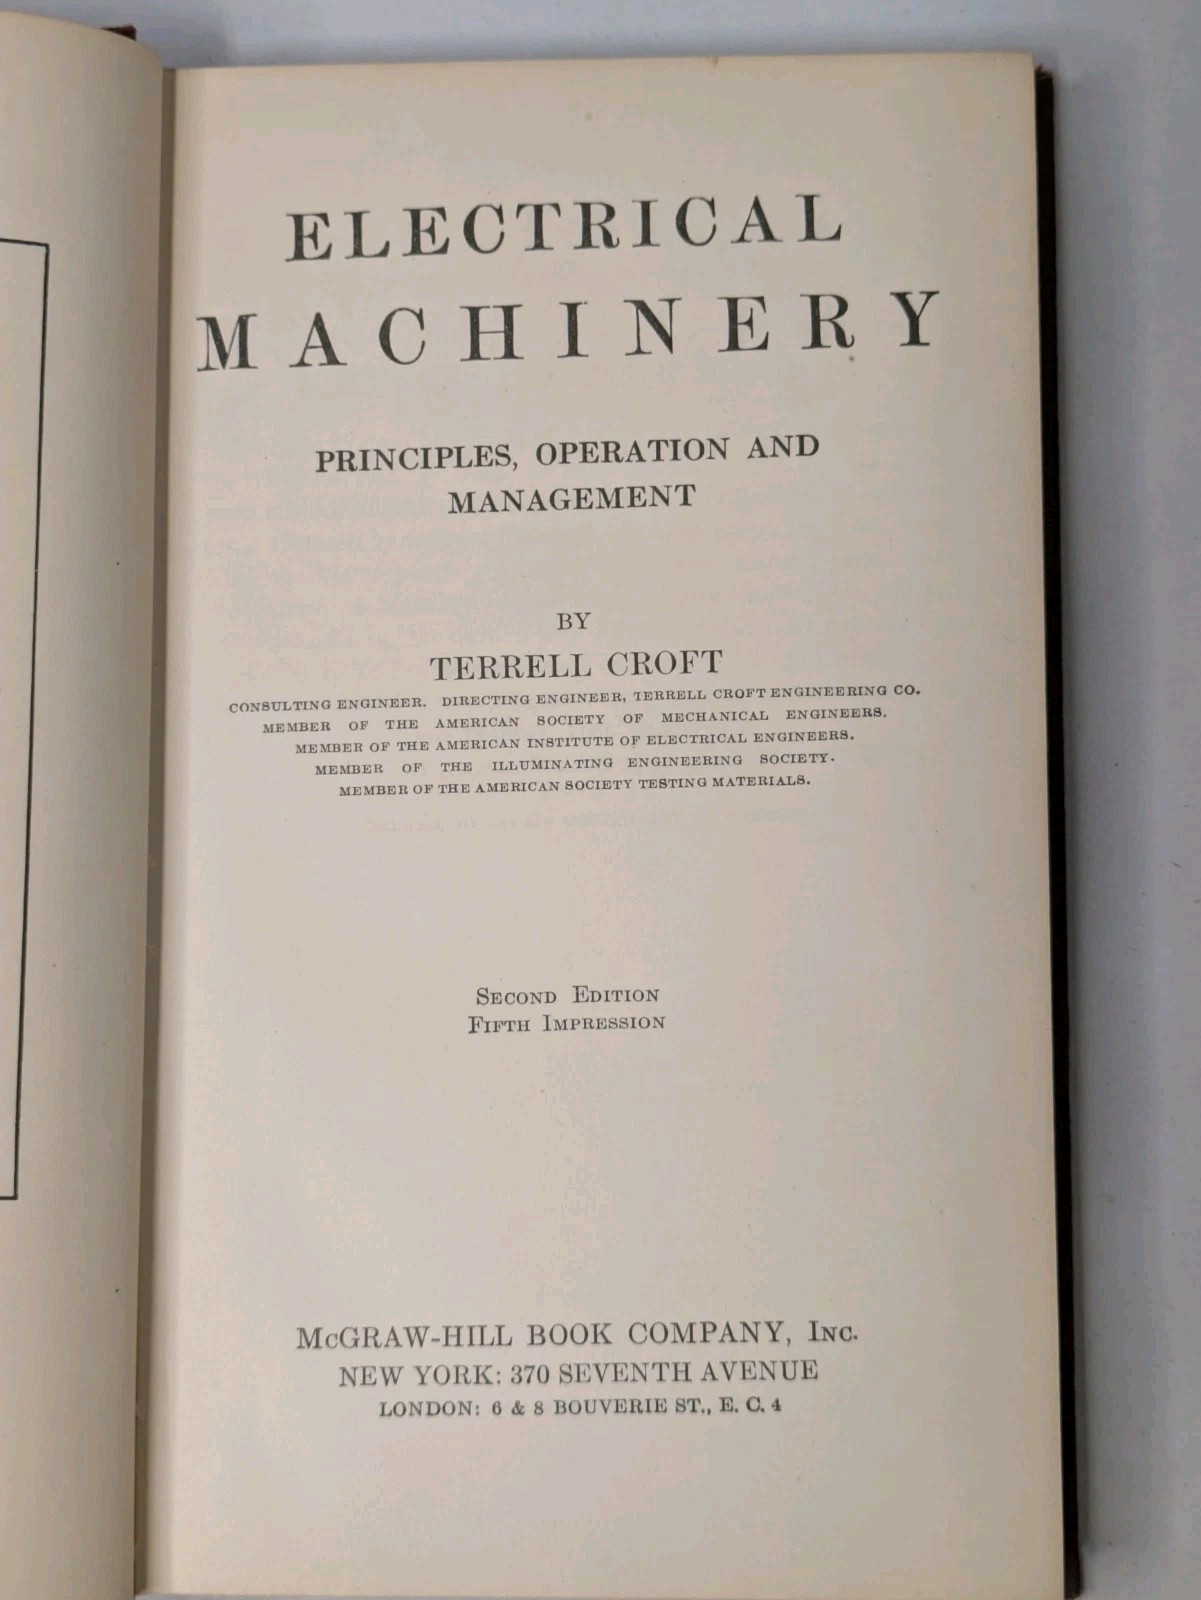 ELECTRICAL
MACHINERY
PRINCIPLES, OPERATION AND
MANAGEMENT
BY
TERRELL CROFT
CONSULTING ENGINEER. DIRECTING ENGINEER, TERRELL CROFT ENGINEERING CO.
MEMBER OF THE AMERICAN SOCIETY OF MECHANICAL ENGINEERS.
MEMBER OF THE AMERICAN INSTITUTE OF ELECTRICAL ENGINEERS.
MEMBER OF THE ILLUMINATING ENGINEERING SOCIETY.
MEMBER OF THE AMERICAN SOCIETY TESTING MATERIALS.
SECOND EDITION
FIFTH IMPRESSION
McGRAW-HILL BOOK COMPANY, INC.
NEW YORK: 370 SEVENTH AVENUE
LONDON: 6 & 8 BOUVERIE ST., E. C. 4